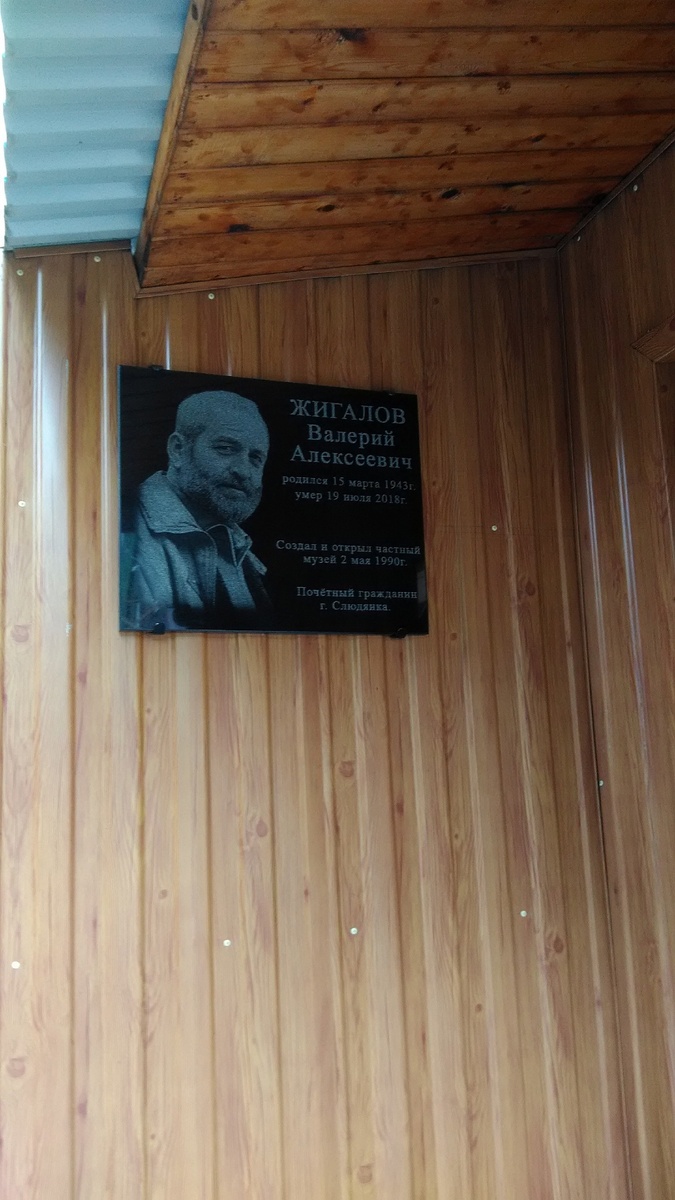 ЖИГАЛОВ
Валерий
Алексеевич
родился 15 марта 1943г.
умер 19 июля 2018г.
Создал и открыл частный
музей 2 мая 1990г.
Почётный гражданин
г. Слюдянка.